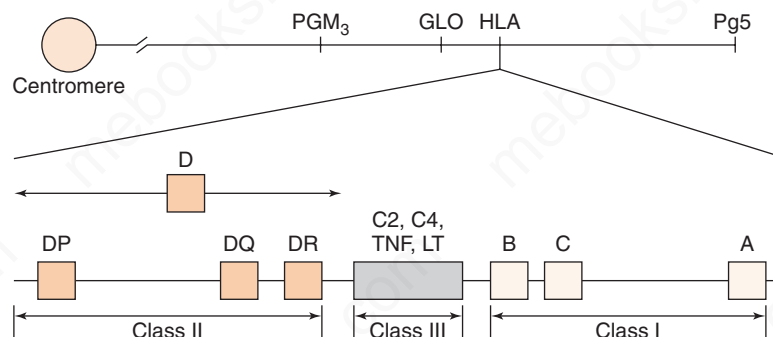 PGM3 GLO HLA Pg5
Centromere
D
C2, C4,
TNF, LT
DP DQ DR B C A
Class II Class III Class I